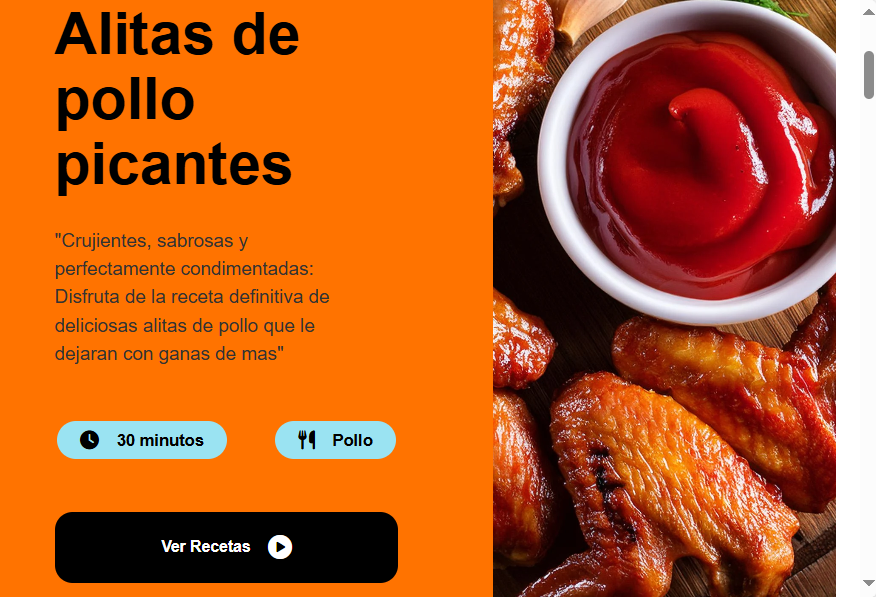 Alitas de
pollo
picantes
"Crujientes, sabrosas y
perfectamente condimentadas:
Disfruta de la receta definitiva de
deliciosas alitas de pollo que le
dejaran con ganas de mas"
30 minutos
Pollo
Ver Recetas